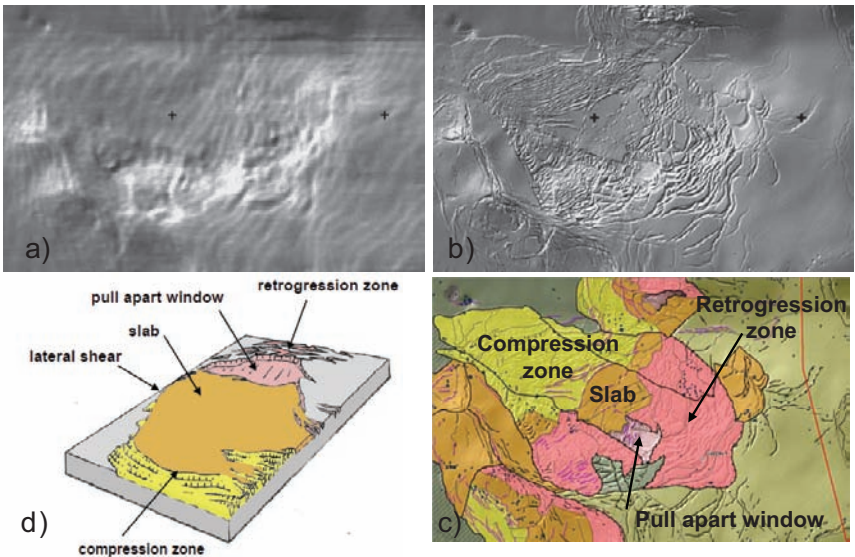 a)
b)
retrogression zone
pull apart window
slab
lateral shear
d)
compression zone
Retrogression
zone
Compression
zone
Slab
Pull apart window
c)